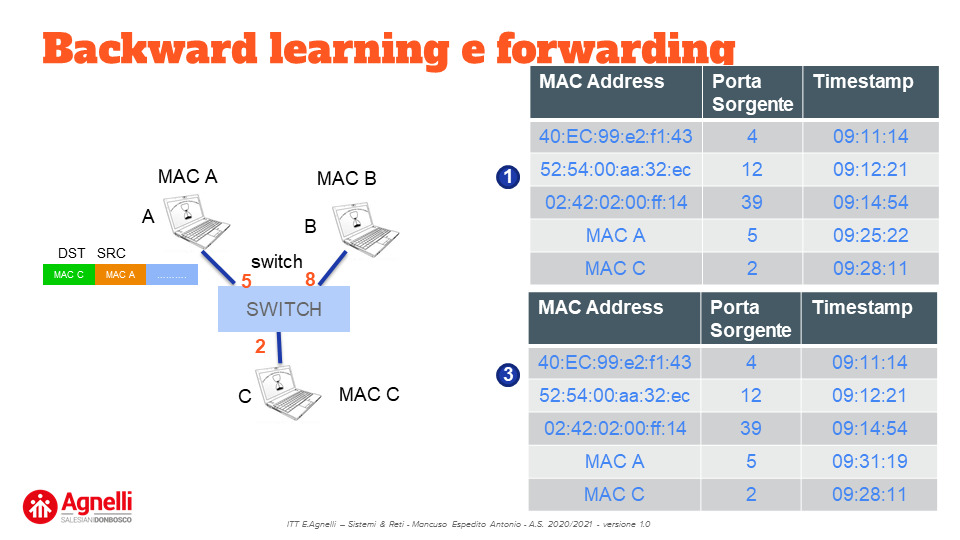 Backward learning e forwarding
MAC A
MAC B
A
B
DST SRC
MAC C MAC A ..........
switch
5 8
SWITCH
2
C
MAC C
1
MAC Address Porta Sorgente Timestamp
40:EC:99:e2:f1:43 4 09:11:14
52:54:00:aa:32:ec 12 09:12:21
02:42:02:00:ff:14 39 09:14:54
MAC A 5 09:25:22
MAC C 2 09:28:11
3
MAC Address Porta Sorgente Timestamp
40:EC:99:e2:f1:43 4 09:11:14
52:54:00:aa:32:ec 12 09:12:21
02:42:02:00:ff:14 39 09:14:54
MAC A 5 09:31:19
MAC C 2 09:28:11
Agnelli
SALESIANI DONBOSCO
ITT E.Agnelli – Sistemi & Reti - Mancuso Espedito Antonio - A.S. 2020/2021 - versione 1.0